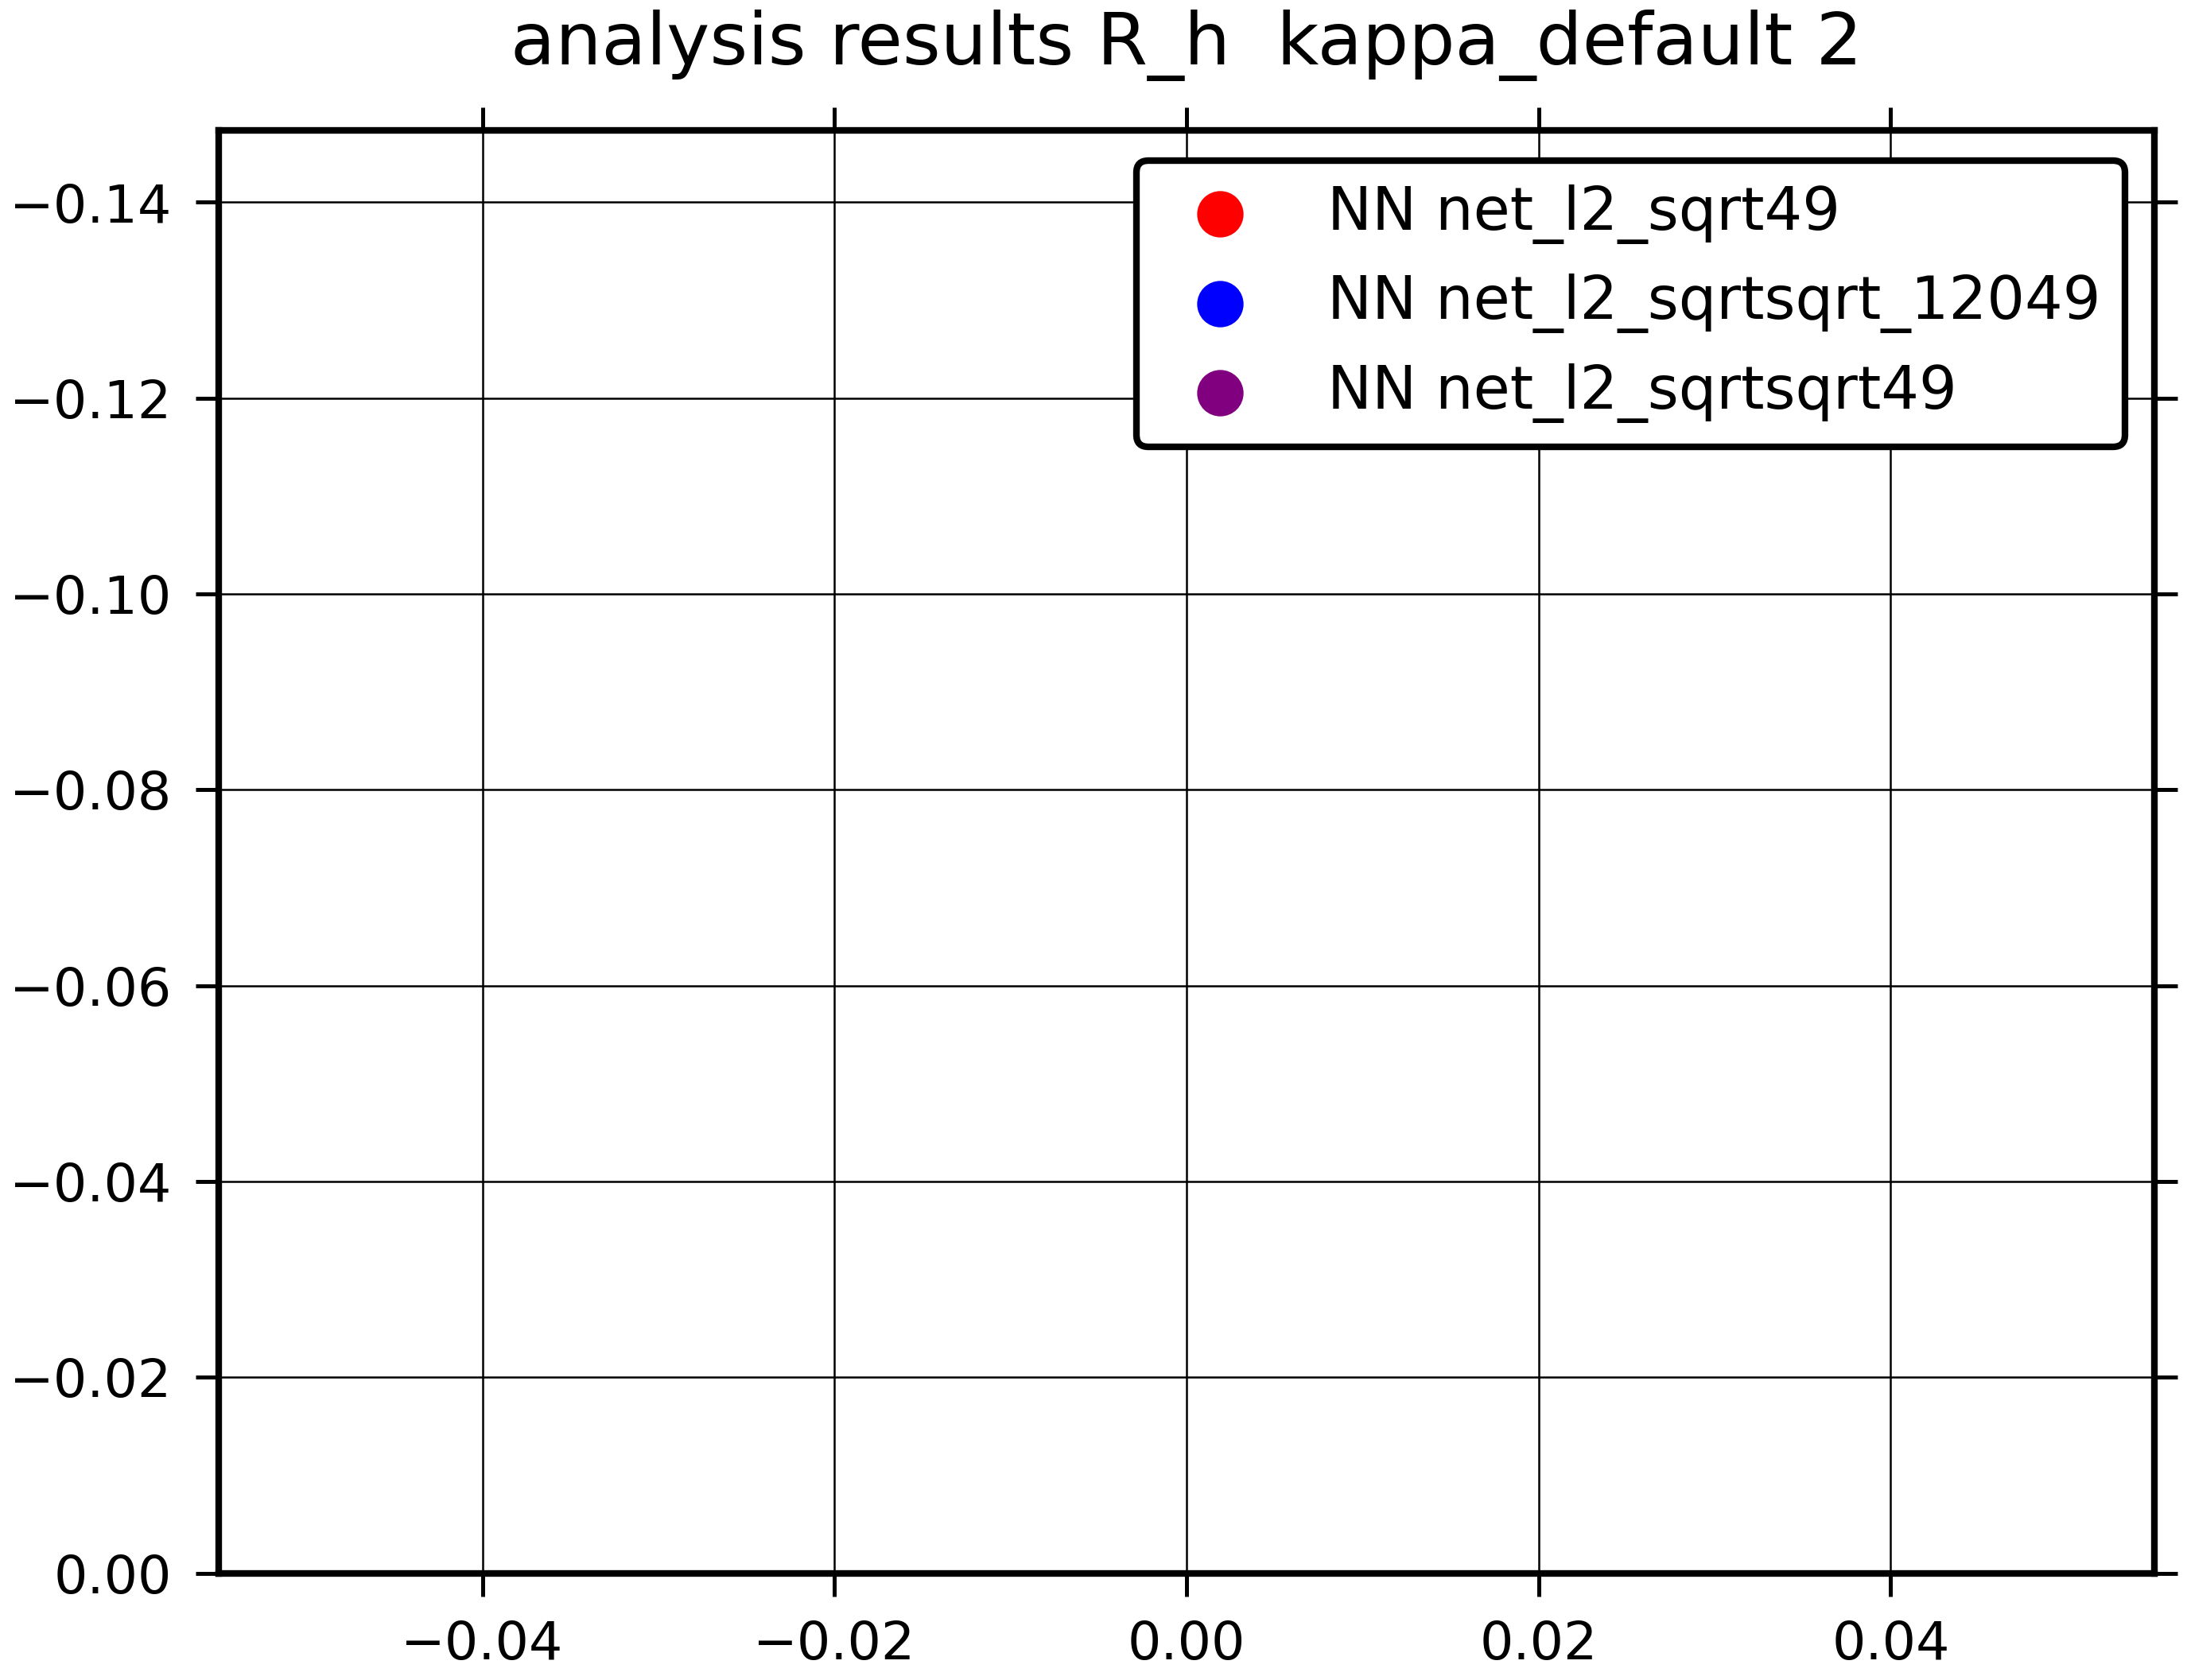 analysis results R_h  kappa_default 2
NN net_l2_sqrt49
NN net_l2_sqrtsqrt_12049
NN net_l2_sqrtsqrt49
−0.14
−0.12
−0.10
−0.08
−0.06
−0.04
−0.02
0.00
−0.04 −0.02 0.00 0.02 0.04